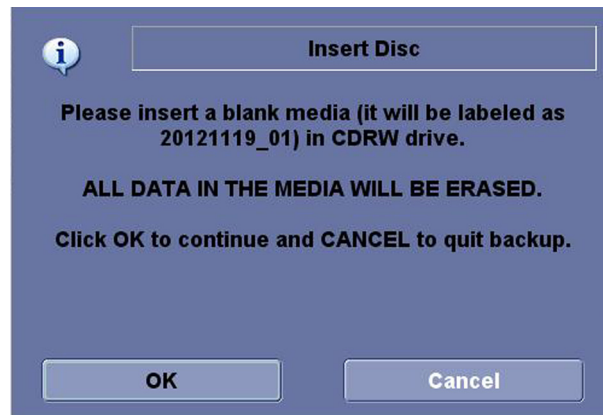 Insert Disc
Please insert a blank media (it will be labeled as
20121119_01) in CDRW drive.
ALL DATA IN THE MEDIA WILL BE ERASED.
Click OK to continue and CANCEL to quit backup.
OK
Cancel